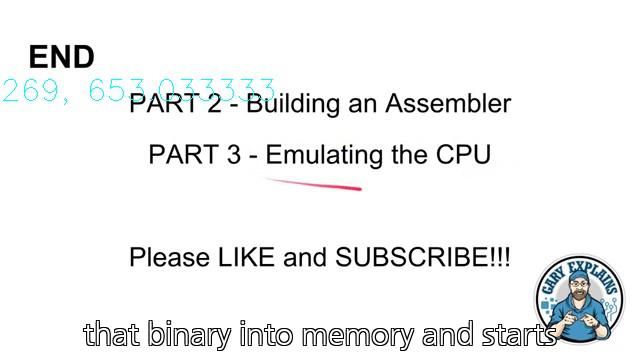 END
269, 653.033333
PART 2 - Building an Assembler
PART 3 - Emulating the CPU
Please LIKE and SUBSCRIBE!!!
GARY EXPLAINS
that binary into memory and starts